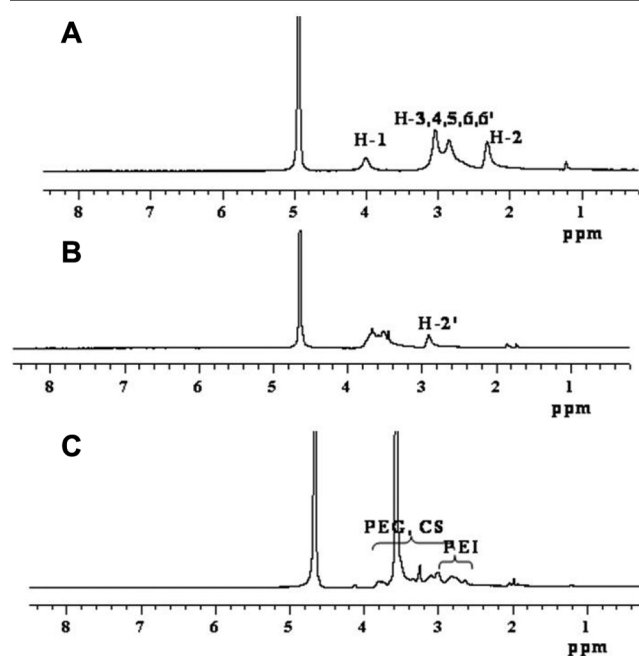 A
H-1
H-3,4,5,6,6'
H-2
8 7 6 5 4 3 2 1
ppm
B
H-2'
8 7 6 5 4 3 2 1
ppm
C
PEG, CS
PEI
8 7 6 5 4 3 2 1
ppm